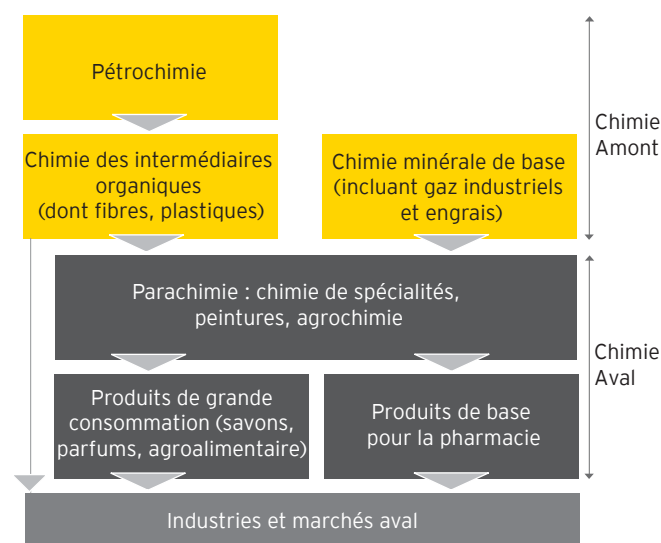 Pétrochimie
Chimie des intermédiaires
organiques
(dont fibres, plastiques)
Chimie minérale de base
(incluant gaz industriels
et engrais)
Chimie
Amont
Parachimie : chimie de spécialités,
peintures, agrochimie
Produits de grande
consommation (savons,
parfums, agroalimentaire)
Produits de base
pour la pharmacie
Chimie
Aval
Industries et marchés aval